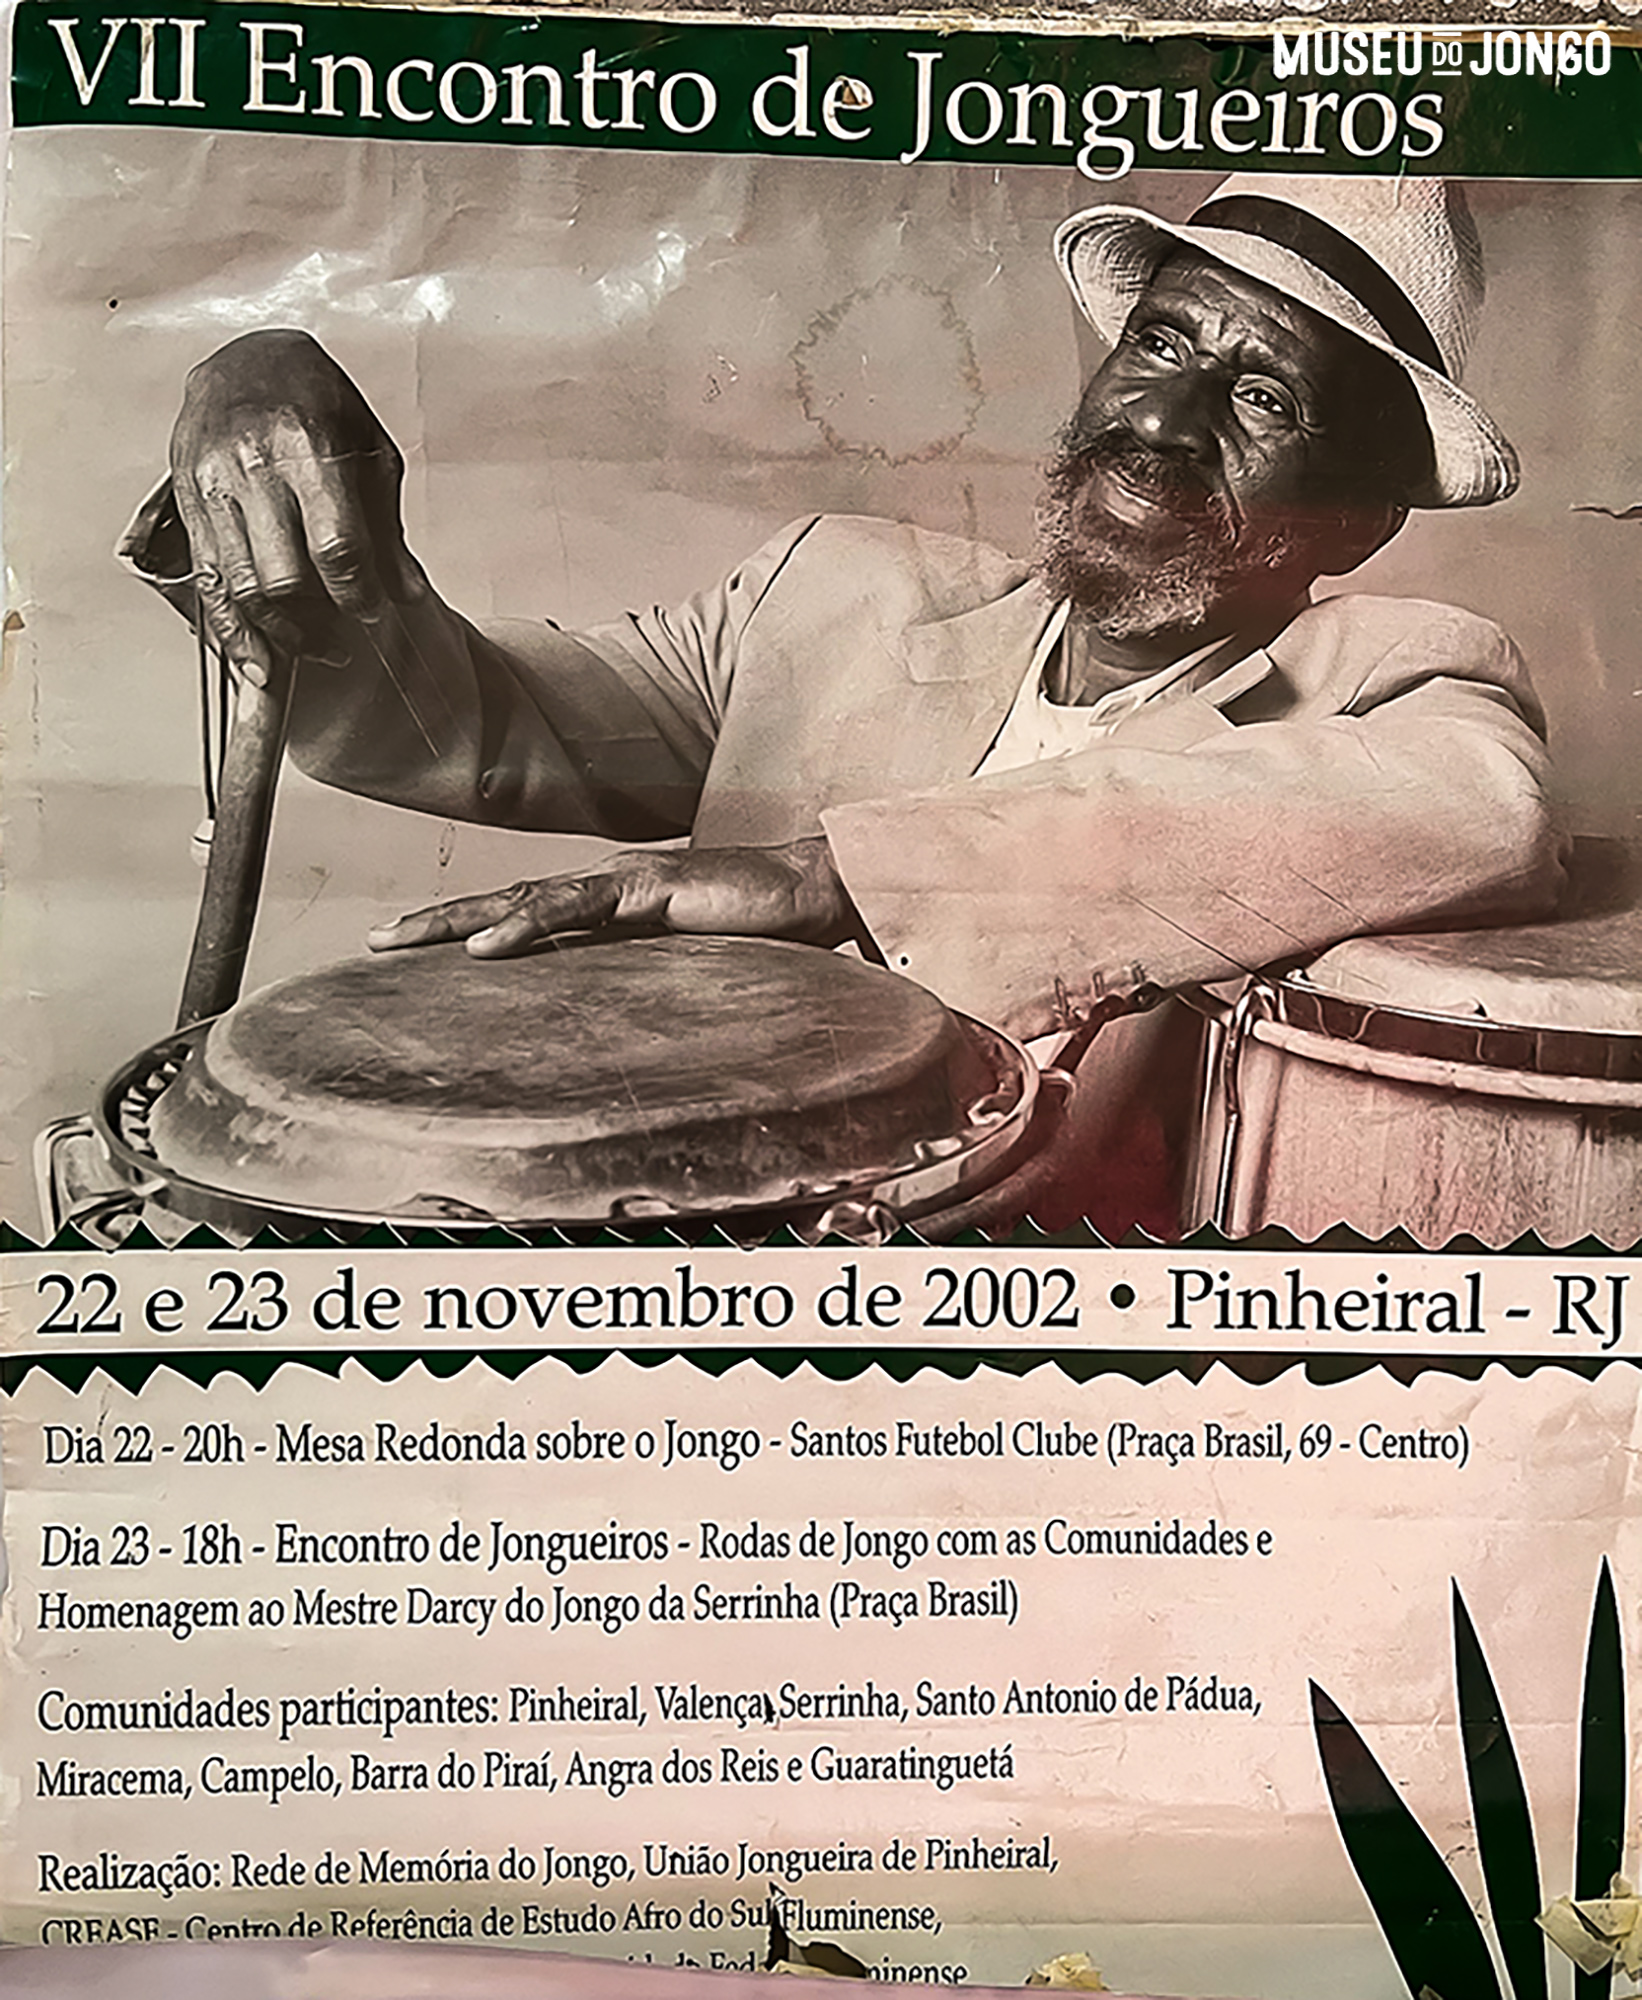 MUSEU DO JONGO
VII Encontro de Jongueiros
22 e 23 de novembro de 2002 • Pinheiral - RJ
Dia 22 - 20h - Mesa Redonda sobre o Jongo - Santos Futebol Clube (Praça Brasil, 69 - Centro)
Dia 23 - 18h - Encontro de Jongueiros - Rodas de Jongo com as Comunidades e
Homenagem ao Mestre Darcy do Jongo da Serrinha (Praça Brasil)
Comunidades participantes: Pinheiral, Valença, Serrinha, Santo Antonio de Pádua,
Miracema, Campelo, Barra do Piraí, Angra dos Reis e Guaratinguetá
Realização: Rede de Memória do Jongo, União Jongueira de Pinheiral,
CREASF - Centro de Referência de Estudo Afro do Sul Fluminense,